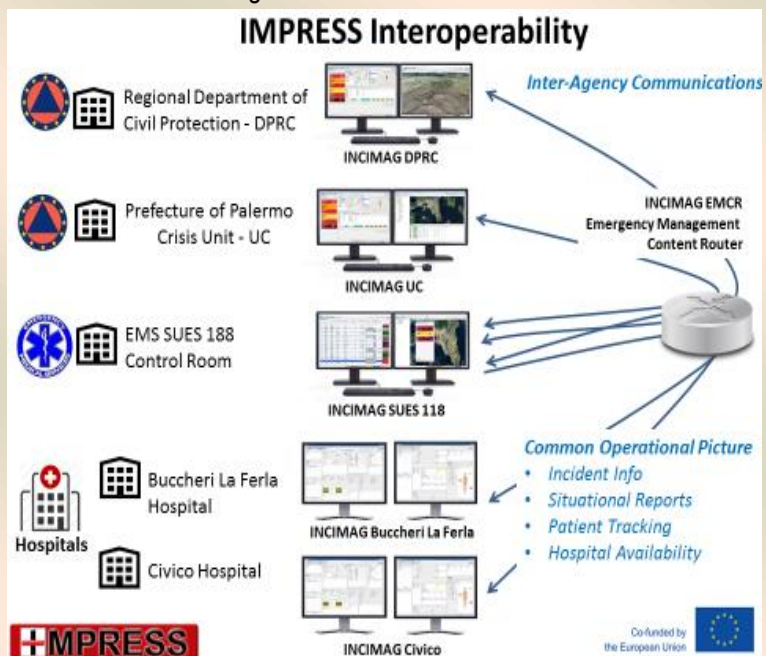 IMPRESS Interoperability
Regional Department of
Civil Protection - DPRC
INCIMAG DPRC
Inter-Agency Communications
Prefecture of Palermo
Crisis Unit - UC
INCIMAG UC
INCIMAG EMCR
Emergency Management
Content Router
EMERGENCY MEDICAL SERVICES
EMS SUES 188
Control Room
INCIMAG SUES 118
Hospitals
Buccheri La Ferla
Hospital
INCIMAG Buccheri La Ferla
Civico Hospital
INCIMAG Civico
Common Operational Picture
• Incident Info
• Situational Reports
• Patient Tracking
• Hospital Availability
IMPRESS
Co-funded by
the European Union